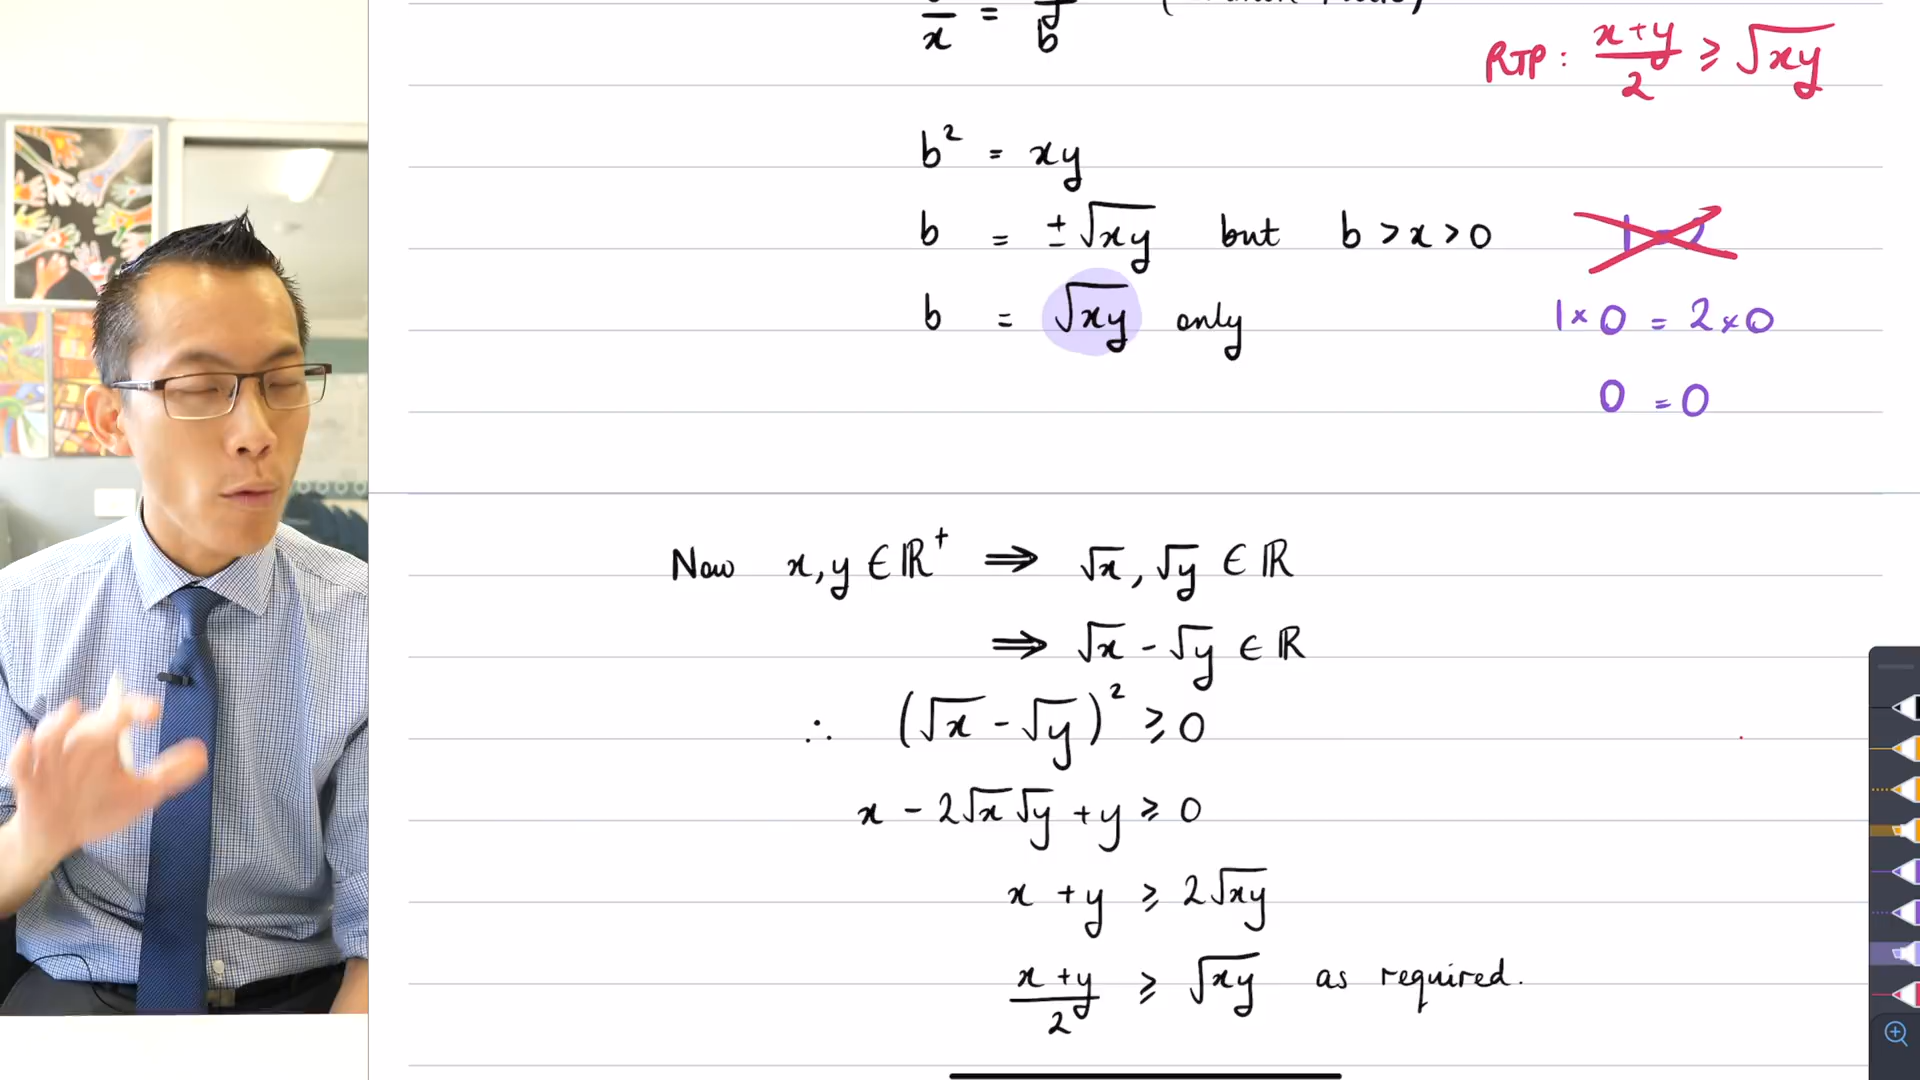 x = b
RTP: x+y/2 ⩾ √xy
b² = xy
b = ±√xy but b > x > 0
b = √xy only
1×0 = 2×0
0 = 0
Now x,y ∈ ℝ⁺ ⇒ √x, √y ∈ ℝ
⇒ √x - √y ∈ ℝ
∴ (√x - √y)² ⩾ 0
x - 2√x√y + y ⩾ 0
x + y ⩾ 2√xy
x+y/2 ⩾ √xy as required.